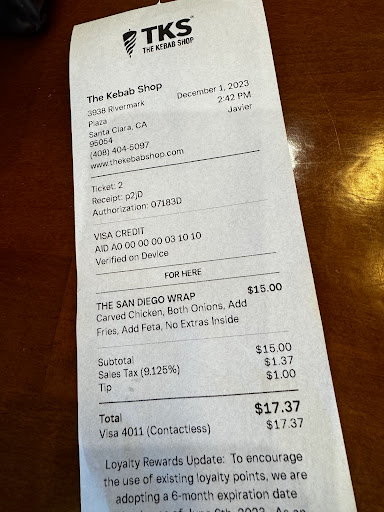 TKS
THE KEBAB SHOP
The Kebab Shop
3938 Rivermark
Plaza
Santa Clara, CA
95054
(408) 404-5097
www.thekebabshop.com
December 1, 2023
2:42 PM
Javier
Ticket: 2
Receipt: p2jD
Authorization: 07183D
VISA CREDIT
AID A0 00 00 00 03 10 10
Verified on Device
FOR HERE
THE SAN DIEGO WRAP $15.00
Carved Chicken, Both Onions, Add
Fries, Add Feta, No Extras Inside
Subtotal $15.00
Sales Tax (9.125%) $1.37
Tip $1.00
Total $17.37
Visa 4011 (Contactless) $17.37
Loyalty Rewards Update: To encourage
the use of existing loyalty points, we are
adopting a 6-month expiration date